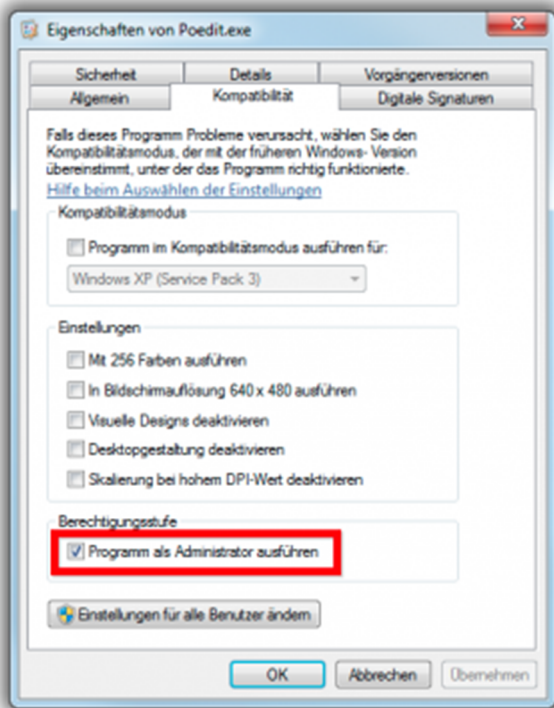 Eigenschaften von Poedit.exe
Sicherheit Details Vorgängerversionen
Allgemein Kompatibilität Digitale Signaturen
Falls dieses Programm Probleme verursacht, wählen Sie den
Kompatibilitätsmodus, der mit der früheren Windows- Version
übereinstimmt, unter der das Programm richtig funktionierte.
Hilfe beim Auswählen der Einstellungen
Kompatibilitätsmodus
Programm im Kompatibilitätsmodus ausführen für:
Windows XP (Service Pack 3)
Einstellungen
Mit 256 Farben ausführen
In Bildschirmauflösung 640 x 480 ausführen
Visuelle Designs deaktivieren
Desktopgestaltung deaktivieren
Skalierung bei hohem DPI-Wert deaktivieren
Berechtigungsstufe
Programm als Administrator ausführen
Einstellungen für alle Benutzer ändern
OK Abbrechen Übernehmen